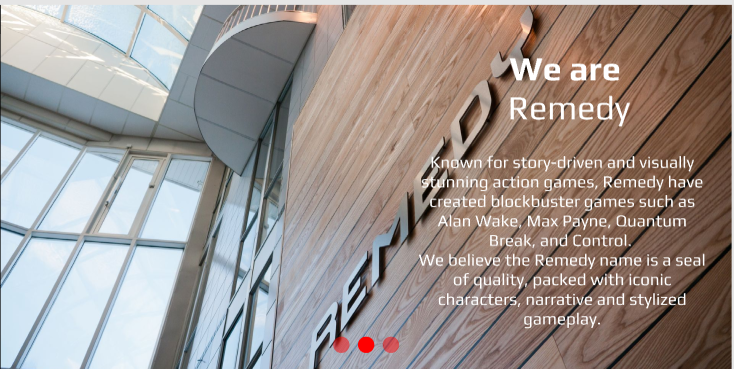 We are
Remedy
REMEDY
Known for story-driven and visually
stunning action games, Remedy have
created blockbuster games such as
Alan Wake, Max Payne, Quantum
Break, and Control.
We believe the Remedy name is a seal
of quality, packed with iconic
characters, narrative and stylized
gameplay.